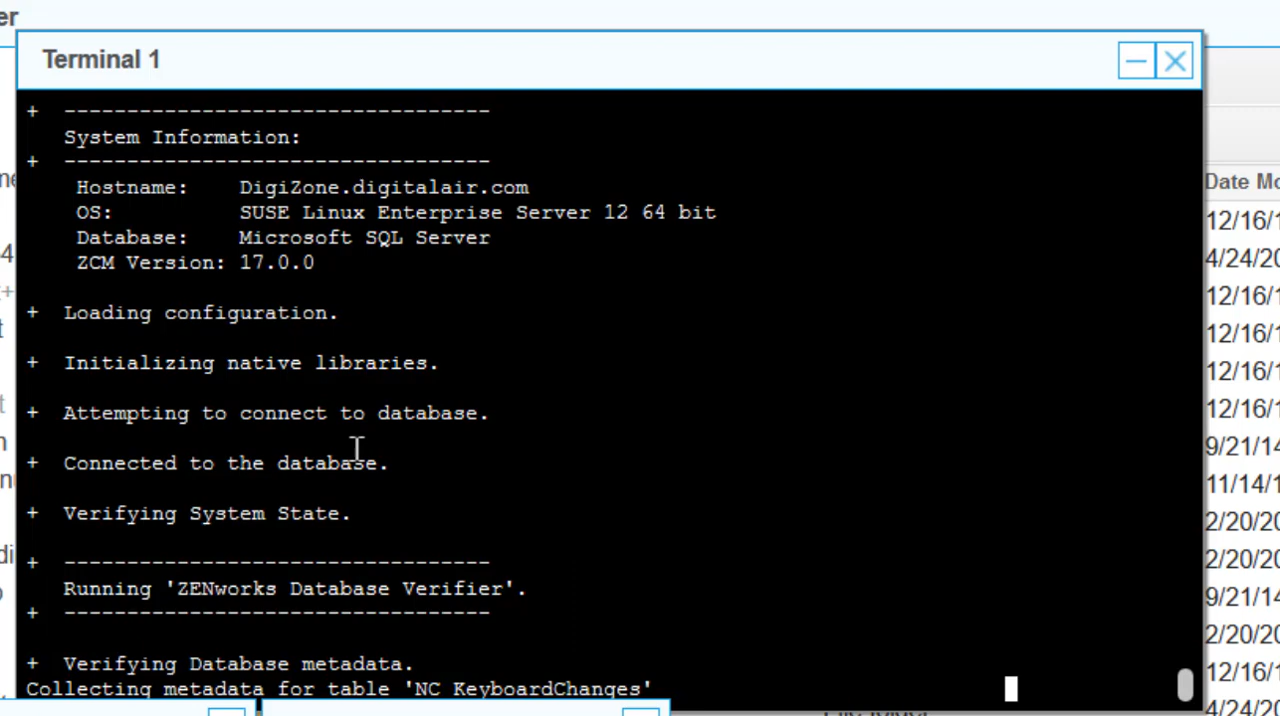 er
Terminal 1
+ ----------------------------------
System Information:
+ ----------------------------------
Hostname: DigiZone.digitalair.com
OS: SUSE Linux Enterprise Server 12 64 bit
Database: Microsoft SQL Server
ZCM Version: 17.0.0
+ Loading configuration.
+ Initializing native libraries.
+ Attempting to connect to database.
+ Connected to the database.
+ Verifying System State.
+ ----------------------------------
Running 'ZENworks Database Verifier'.
+ ----------------------------------
+ Verifying Database metadata.
Collecting metadata for table 'NC_KeyboardChanges'
Date Mo
12/16/1
4/24/20
12/16/1
12/16/1
12/16/1
12/16/1
9/21/14
11/14/1
2/20/20
2/20/20
9/21/14
2/20/20
12/16/1
4/24/20